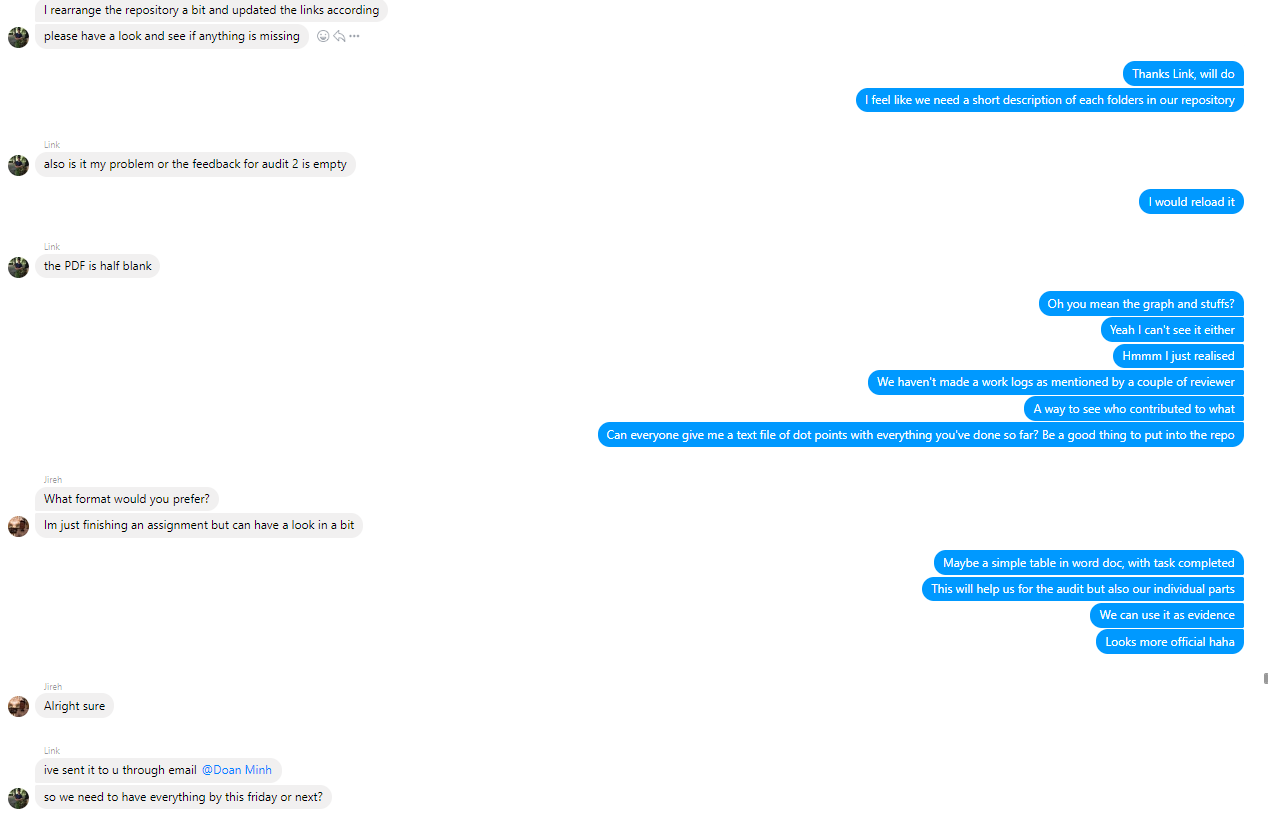 I rearrange the repository a bit and updated the links according
please have a look and see if anything is missing
Thanks Link, will do
I feel like we need a short description of each folders in our repository
Link
also is it my problem or the feedback for audit 2 is empty
I would reload it
Link
the PDF is half blank
Oh you mean the graph and stuffs?
Yeah I can't see it either
Hmmm I just realised
We haven't made a work logs as mentioned by a couple of reviewer
A way to see who contributed to what
Can everyone give me a text file of dot points with everything you've done so far? Be a good thing to put into the repo
Jireh
What format would you prefer?
Im just finishing an assignment but can have a look in a bit
Maybe a simple table in word doc, with task completed
This will help us for the audit but also our individual parts
We can use it as evidence
Looks more official haha
Jireh
Alright sure
Link
ive sent it to u through email @Doan Minh
so we need to have everything by this friday or next?